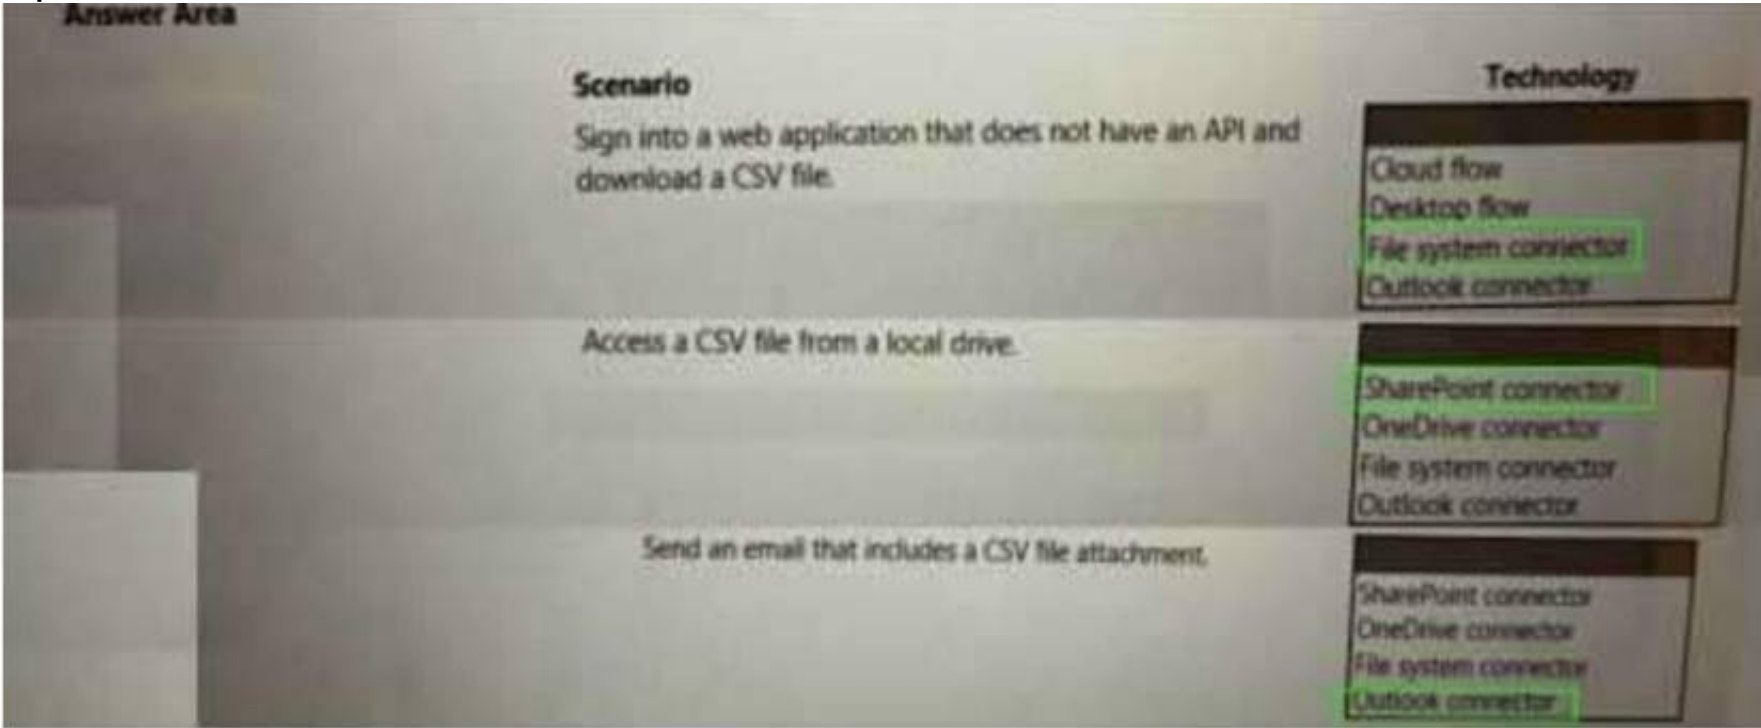 Answer Area
Scenario
Technology
Sign into a web application that does not have an API and
download a CSV file.
Cloud flow
Desktop flow
File system connector
Outlook connector
Access a CSV file from a local drive.
SharePoint connector
OneDrive connector
File system connector
Outlook connector
Send an email that includes a CSV file attachment.
SharePoint connector
OneDrive connector
File system connector
Outlook connector